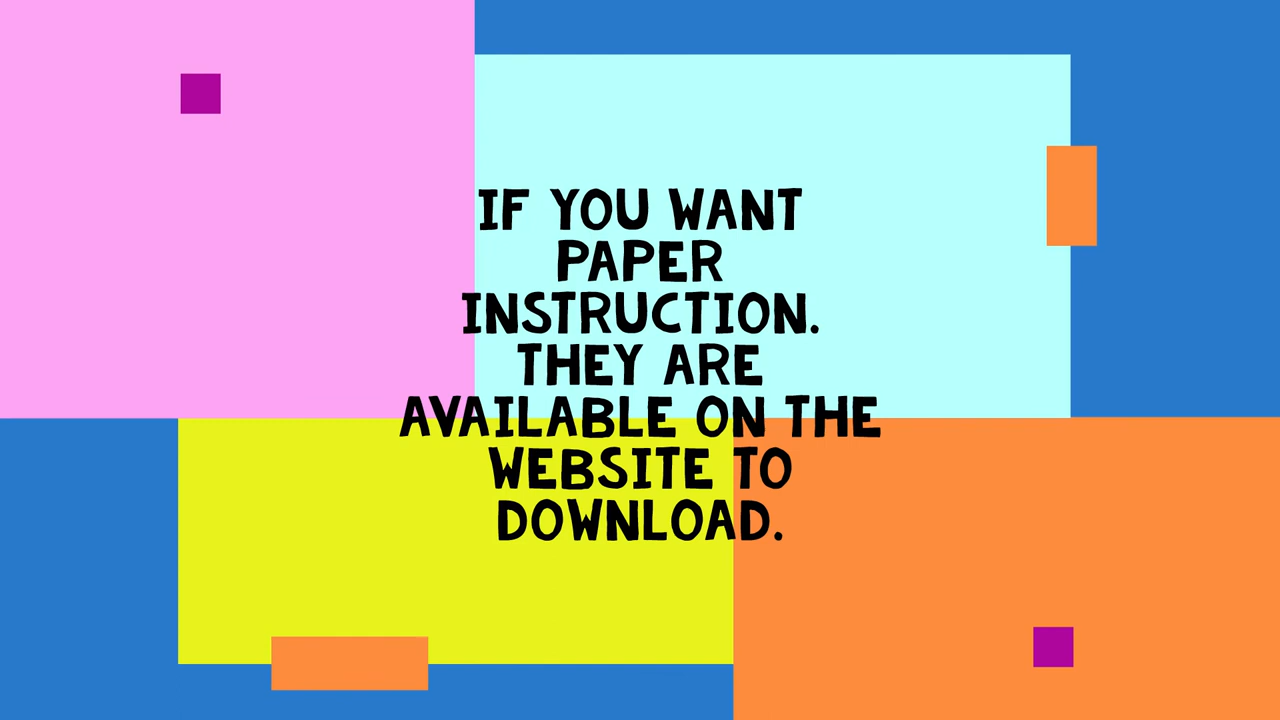 IF YOU WANT
PAPER
INSTRUCTION.
THEY ARE
AVAILABLE ON THE
WEBSITE TO
DOWNLOAD.